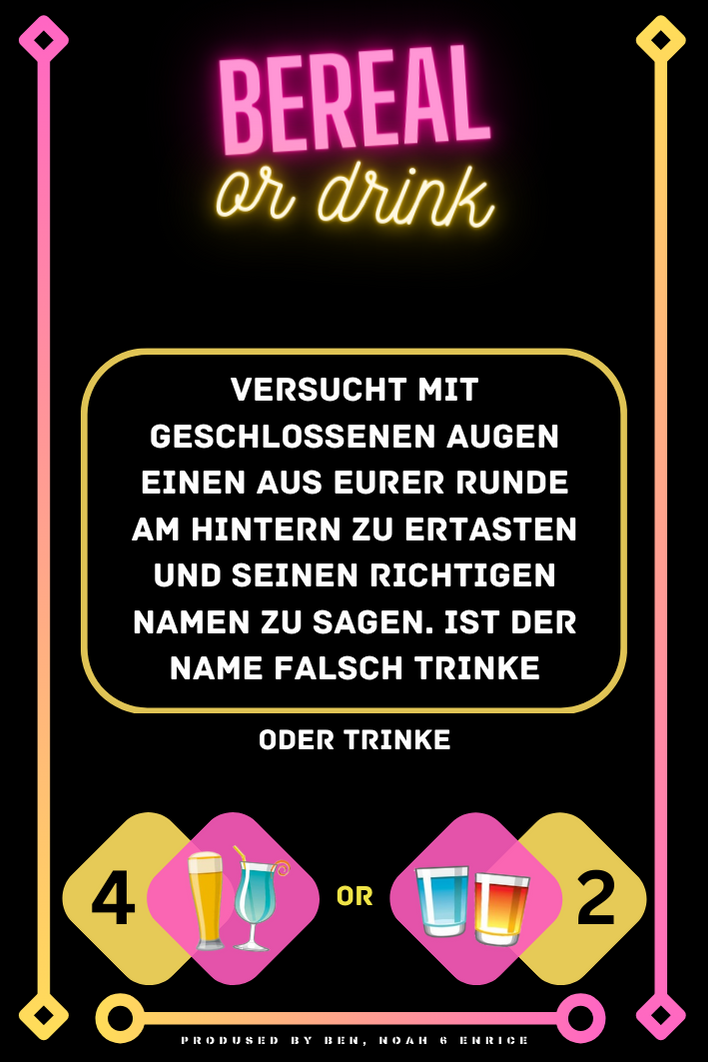 BEREAL
or drink
VERSUCHT MIT
GESCHLOSSENEN AUGEN
EINEN AUS EURER RUNDE
AM HINTERN ZU ERTASTEN
UND SEINEN RICHTIGEN
NAMEN ZU SAGEN. IST DER
NAME FALSCH TRINKE
ODER TRINKE
4 OR 2
PRODUSED BY BEN, NOAH & ENRICE